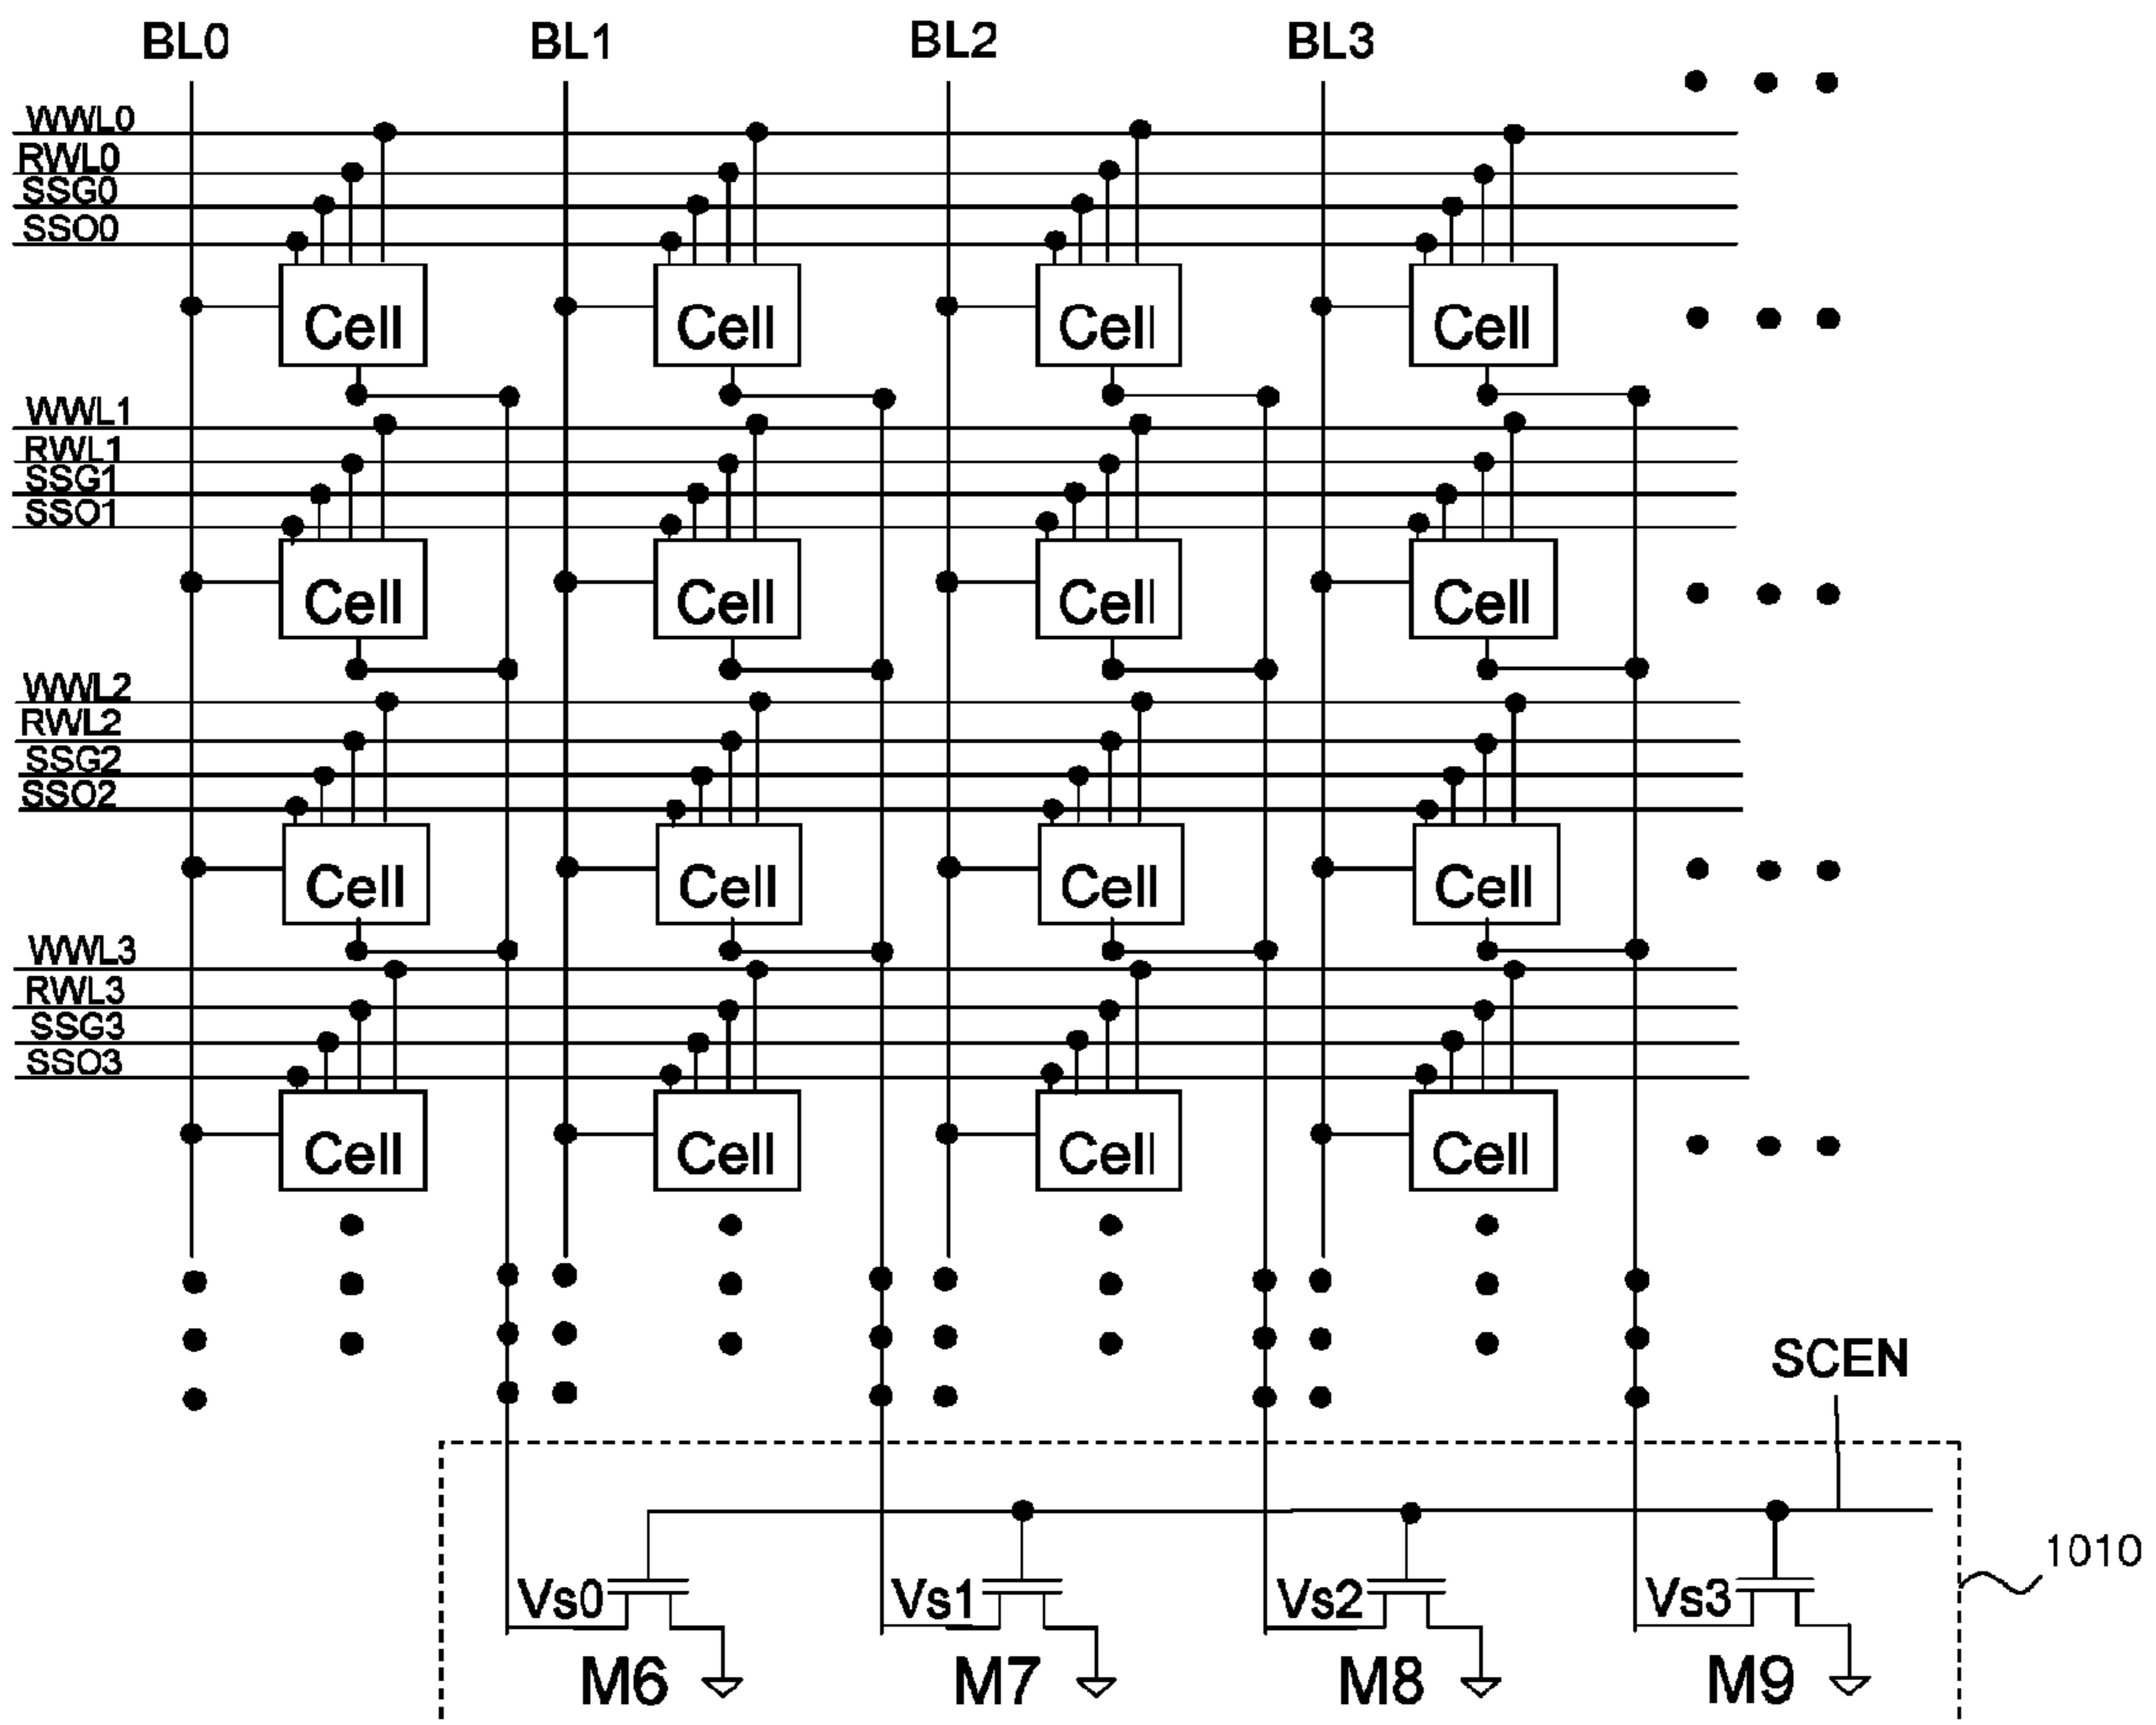 BL0 BL1 BL2 BL3
WWL0
RWL0
SSG0
SSO0
Cell Cell Cell Cell
WWL1
RWL1
SSG1
SSO1
Cell Cell Cell Cell
WWL2
RWL2
SSG2
SSO2
Cell Cell Cell Cell
WWL3
RWL3
SSG3
SSO3
Cell Cell Cell Cell
SCEN
1010
Vs0 Vs1 Vs2 Vs3
M6 M7 M8 M9